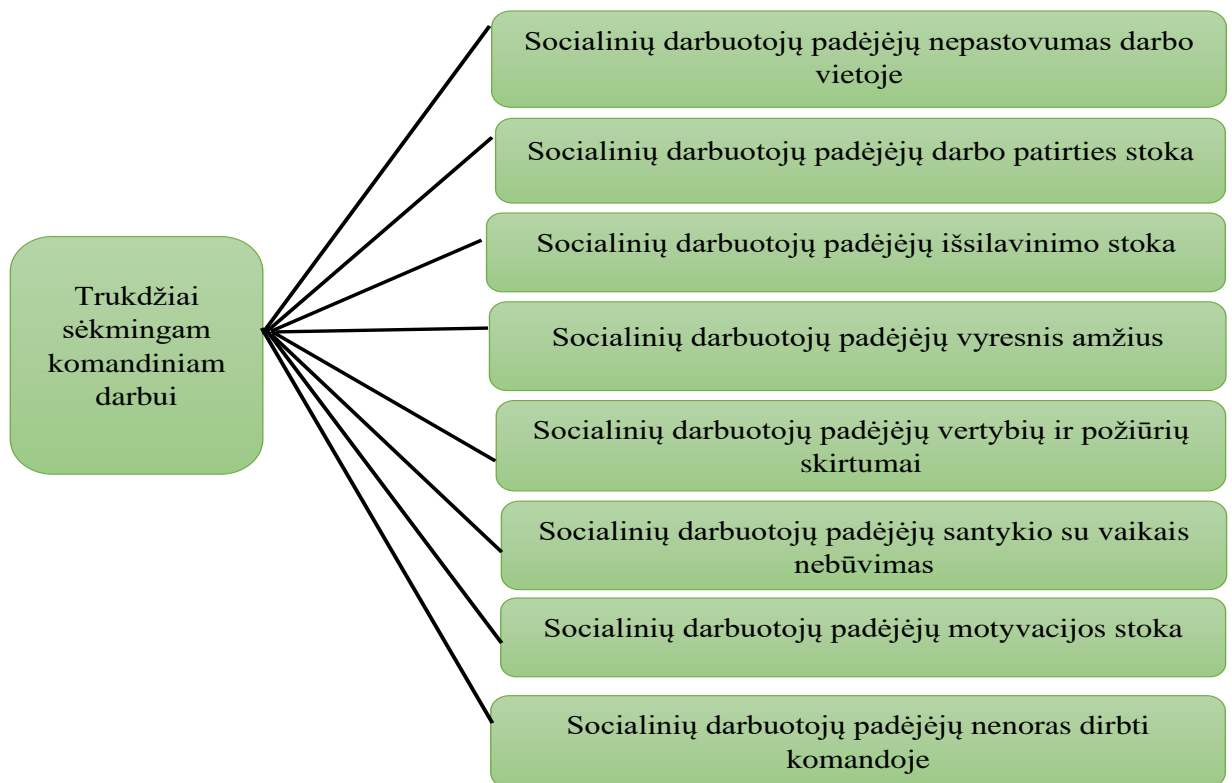 Socialinių darbuotojų padėjėjų nepastovumas darbo
vietoje
Socialinių darbuotojų padėjėjų darbo patirties stoka
Socialinių darbuotojų padėjėjų išsilavinimo stoka
Trukdžiai
sėkmingam
komandiniam
darbui
Socialinių darbuotojų padėjėjų vyresnis amžius
Socialinių darbuotojų padėjėjų vertybių ir požiūrių
skirtumai
Socialinių darbuotojų padėjėjų santykio su vaikais
nebūvimas
Socialinių darbuotojų padėjėjų motyvacijos stoka
Socialinių darbuotojų padėjėjų nenoras dirbti
komandoje